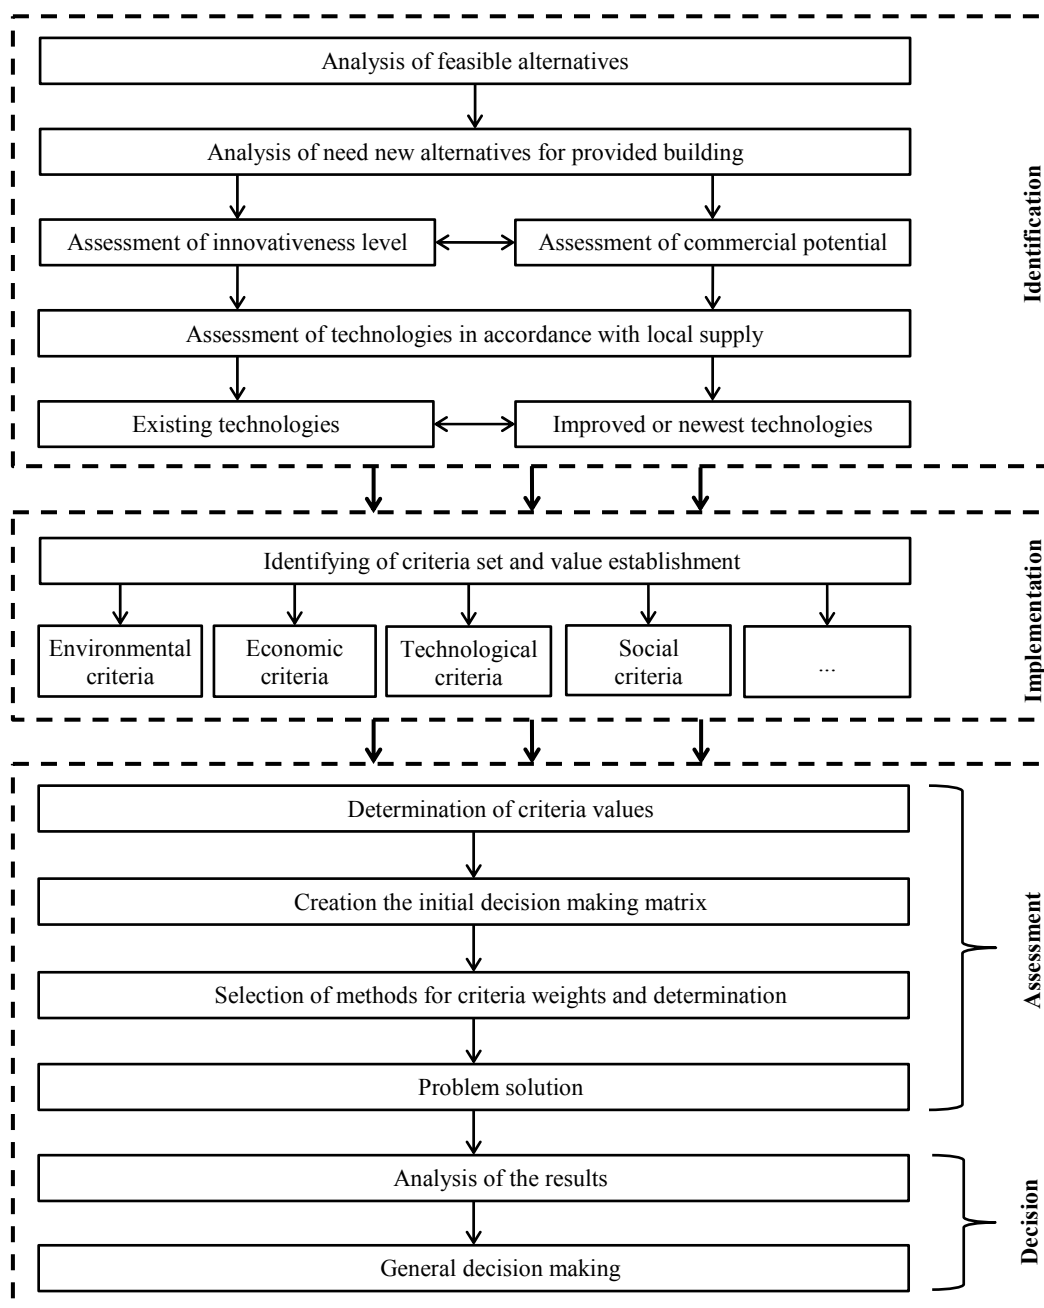 Analysis of feasible alternatives
Analysis of need new alternatives for provided building
Assessment of innovativeness level
Assessment of commercial potential
Assessment of technologies in accordance with local supply
Existing technologies
Improved or newest technologies
Identification
Identifying of criteria set and value establishment
Environmental
criteria
Economic
criteria
Technological
criteria
Social
criteria
...
Implementation
Determination of criteria values
Creation the initial decision making matrix
Selection of methods for criteria weights and determination
Problem solution
Assessment
Analysis of the results
General decision making
Decision